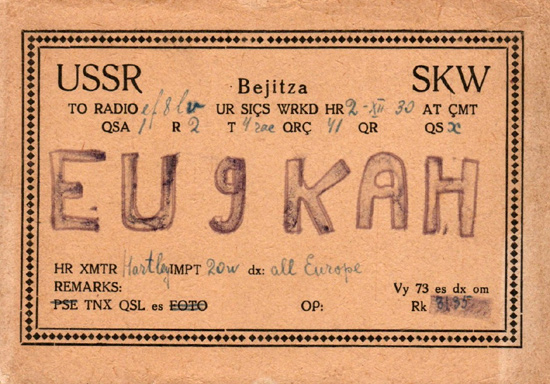 USSR Bejitza SKW
TO RADIO ef8lv UR SIÇS WRKD HR 2-XII 30 AT ÇMT
QSA 1 R 2 T 4 rac QRÇ 41 QR QS x
EU9KAH
HR XMTR Hartley IMPT 20w dx: all Europe
REMARKS: Vy 73 es dx om
PSE TNX QSL es FOTO OP: Rk 3135